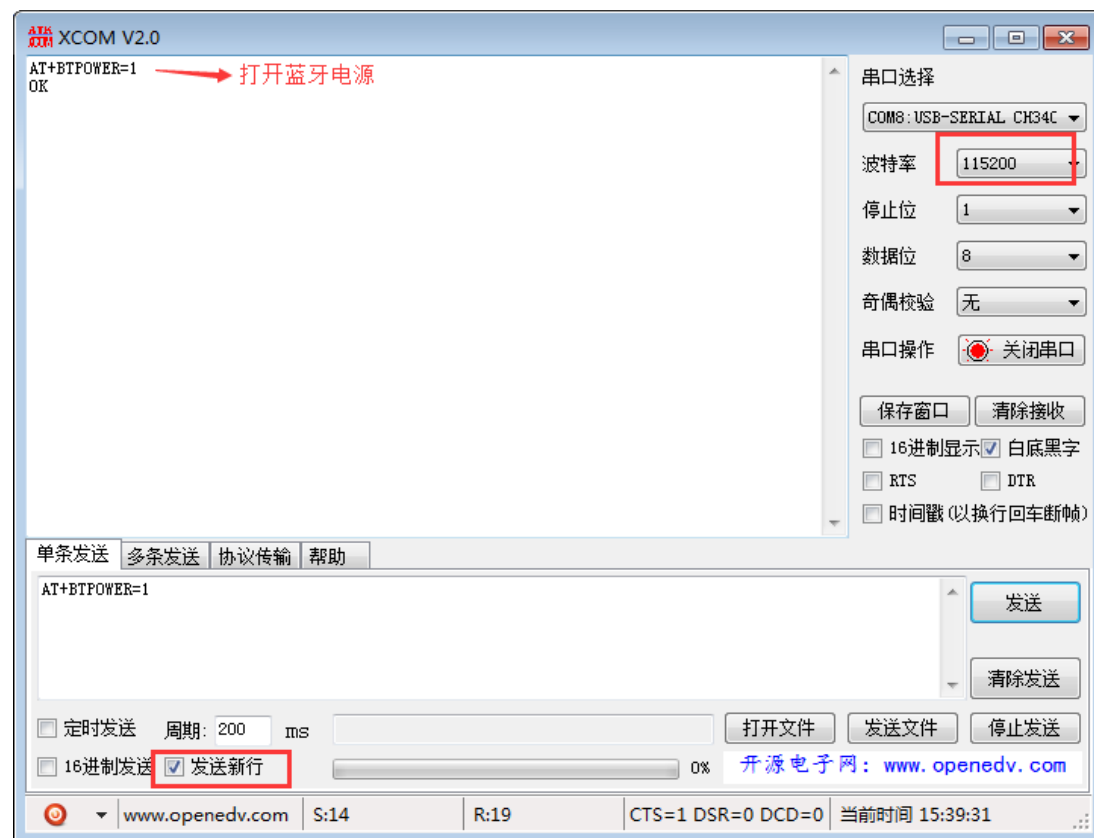 ATK COM XCOM V2.0
AT+BTPOWER=1 打开蓝牙电源
OK
串口选择
COM8:USB-SERIAL CH34C
波特率 115200
停止位 1
数据位 8
奇偶校验 无
串口操作 关闭串口
保存窗口 清除接收
16进制显示 白底黑字
RTS DTR
时间戳(以换行回车断帧)
单条发送 多条发送 协议传输 帮助
AT+BTPOWER=1
发送
清除发送
定时发送 周期: 200 ms 打开文件 发送文件 停止发送
16进制发送 发送新行 0% 开源电子网: www.openedv.com
www.openedv.com S:14 R:19 CTS=1 DSR=0 DCD=0 当前时间 15:39:31